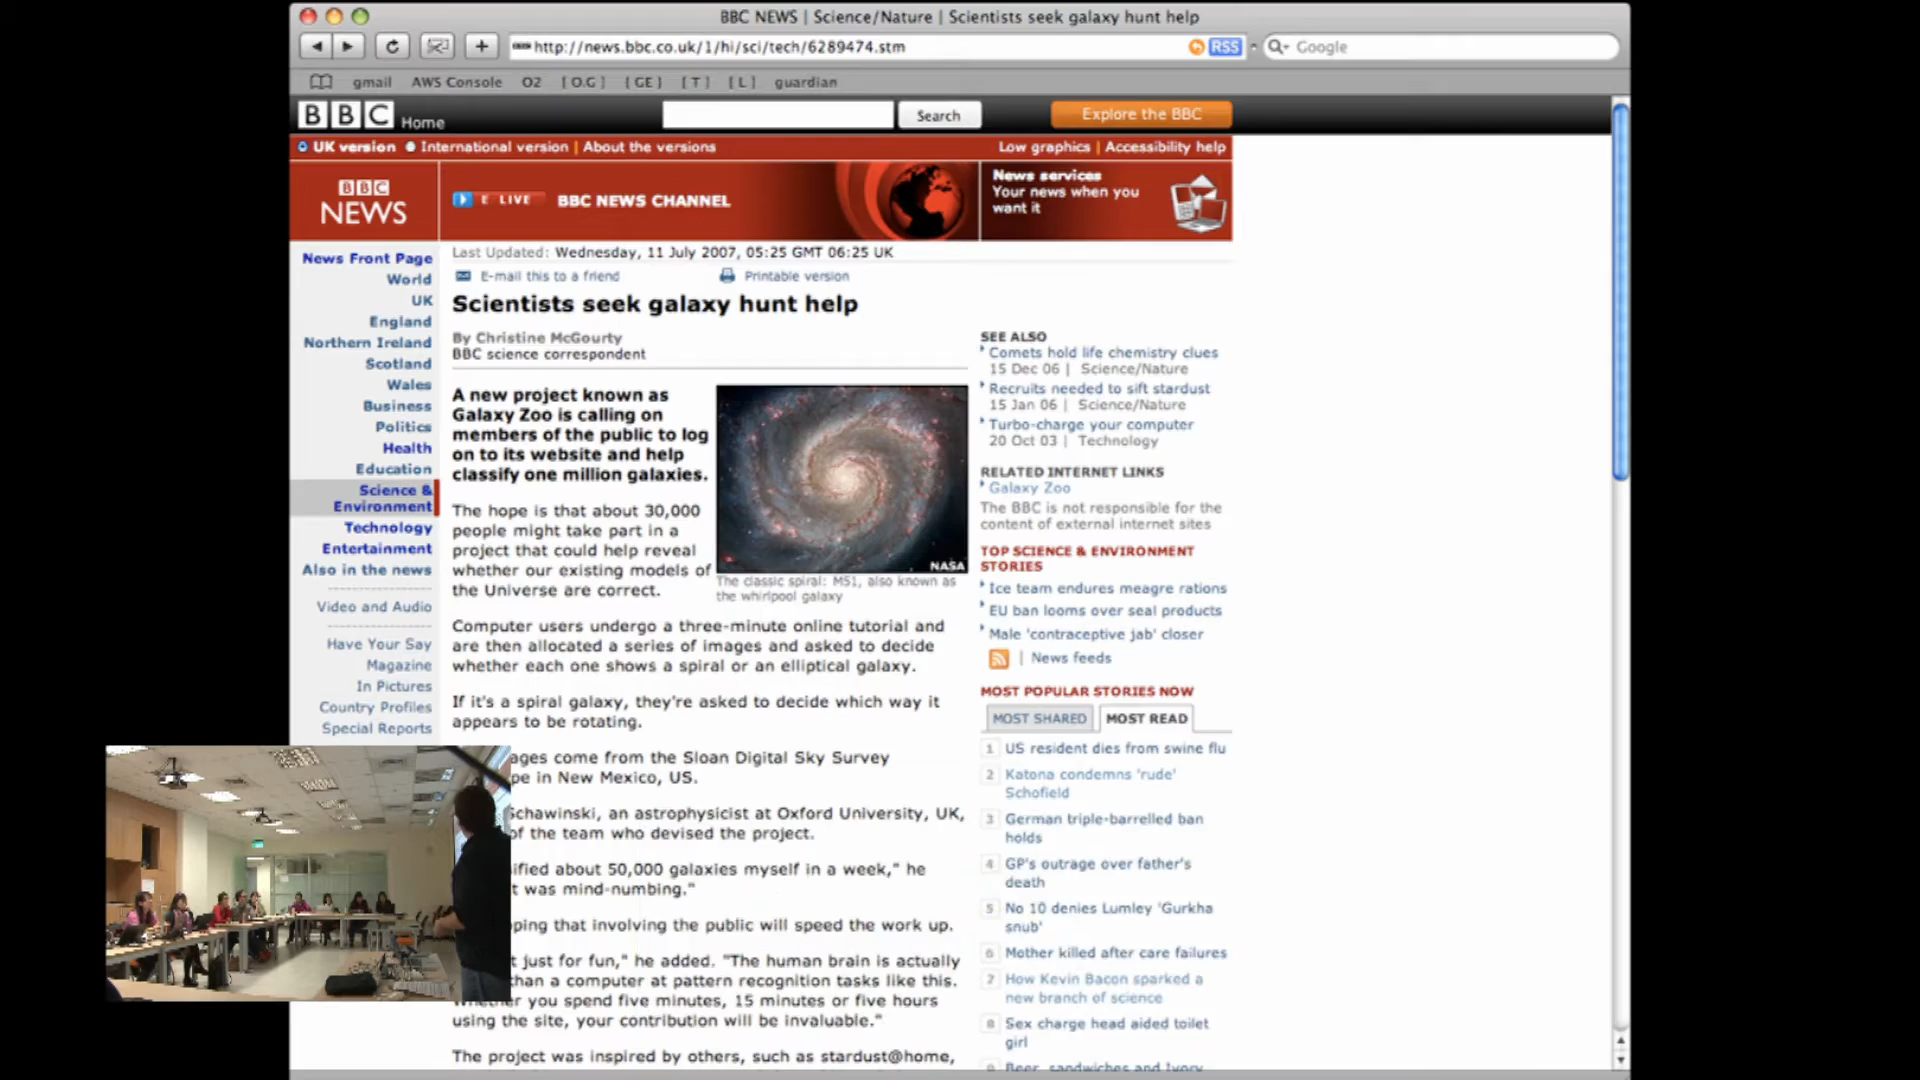 BBC NEWS | Science/Nature | Scientists seek galaxy hunt help
http://news.bbc.co.uk/1/hi/sci/tech/6289474.stm
RSS
Google
gmail AWS Console O2 [ O.G ] [ GE ] [ T ] [ L ] guardian
BBC Home
Search
Explore the BBC
UK version International version | About the versions
Low graphics | Accessibility help
BBC NEWS
LIVE BBC NEWS CHANNEL
News services
Your news when you
want it
News Front Page
World
UK
England
Northern Ireland
Scotland
Wales
Business
Politics
Health
Education
Science &
Environment
Technology
Entertainment
Also in the news
Video and Audio
Have Your Say
Magazine
In Pictures
Country Profiles
Special Reports
Last Updated: Wednesday, 11 July 2007, 05:25 GMT 06:25 UK
E-mail this to a friend
Printable version
Scientists seek galaxy hunt help
By Christine McGourty
BBC science correspondent
A new project known as
Galaxy Zoo is calling on
members of the public to log
on to its website and help
classify one million galaxies.
NASA
The classic spiral: M51, also known as
the whirlpool galaxy
The hope is that about 30,000
people might take part in a
project that could help reveal
whether our existing models of
the Universe are correct.
Computer users undergo a three-minute online tutorial and
are then allocated a series of images and asked to decide
whether each one shows a spiral or an elliptical galaxy.
If it's a spiral galaxy, they're asked to decide which way it
appears to be rotating.
ages come from the Sloan Digital Sky Survey
pe in New Mexico, US.
Schawinski, an astrophysicist at Oxford University, UK,
of the team who devised the project.
ified about 50,000 galaxies myself in a week," he
t was mind-numbing."
ping that involving the public will speed the work up.
t just for fun," he added. "The human brain is actually
than a computer at pattern recognition tasks like this.
Whether you spend five minutes, 15 minutes or five hours
using the site, your contribution will be invaluable."
The project was inspired by others, such as stardust@home,
SEE ALSO
Comets hold life chemistry clues
15 Dec 06 | Science/Nature
Recruits needed to sift stardust
15 Jan 06 | Science/Nature
Turbo-charge your computer
20 Oct 03 | Technology
RELATED INTERNET LINKS
Galaxy Zoo
The BBC is not responsible for the
content of external internet sites
TOP SCIENCE & ENVIRONMENT
STORIES
Ice team endures meagre rations
EU ban looms over seal products
Male 'contraceptive jab' closer
| News feeds
MOST POPULAR STORIES NOW
MOST SHARED MOST READ
1 US resident dies from swine flu
2 Katona condemns 'rude'
Schofield
3 German triple-barrelled ban
holds
4 GP's outrage over father's
death
5 No 10 denies Lumley 'Gurkha
snub'
6 Mother killed after care failures
7 How Kevin Bacon sparked a
new branch of science
8 Sex charge head aided toilet
girl
9 Beer, sandwiches and Ivory